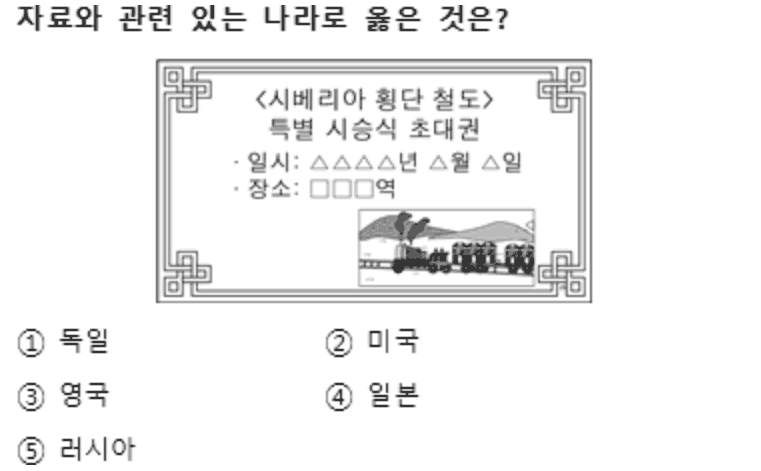 자료와 관련 있는 나라로 옳은 것은?
<시베리아 횡단 철도>
특별 시승식 초대권
· 일시: △△△△년 △월 △일
· 장소: □□□역
① 독일
② 미국
③ 영국
④ 일본
⑤ 러시아